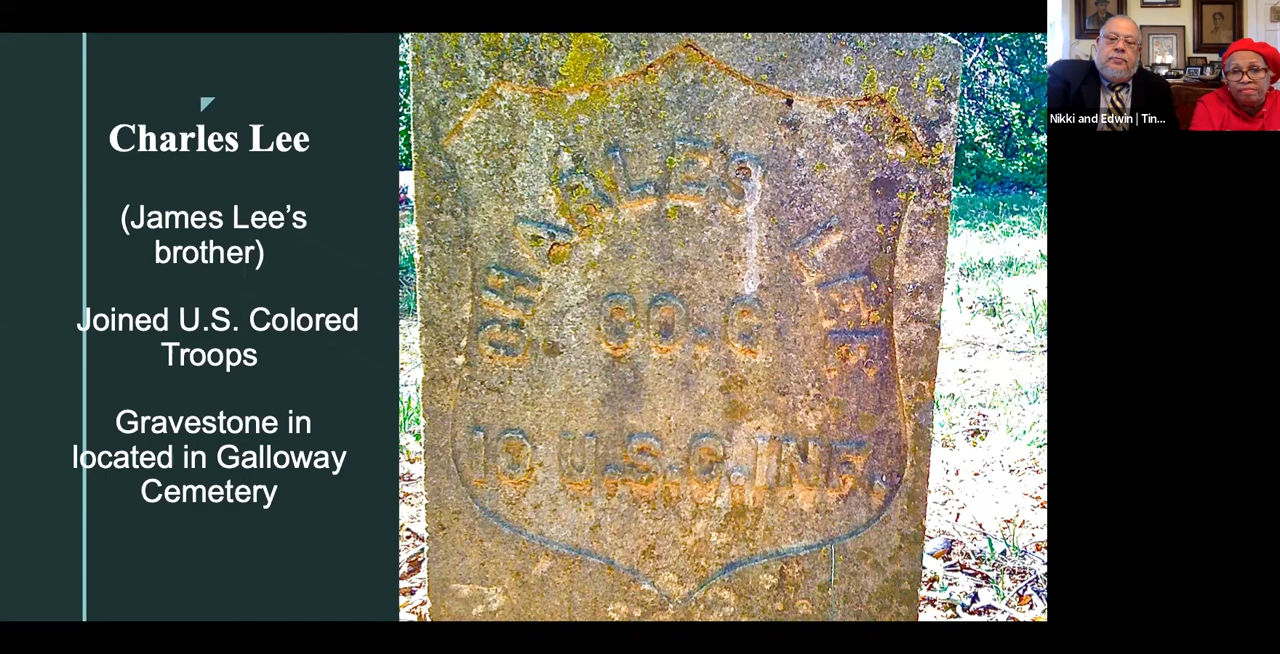 Charles Lee
(James Lee’s
brother)
Joined U.S. Colored
Troops
Gravestone in
located in Galloway
Cemetery
CHARLES LEE.
CO. G
10 U.S.C.INF.
Nikki and Edwin | Tin...